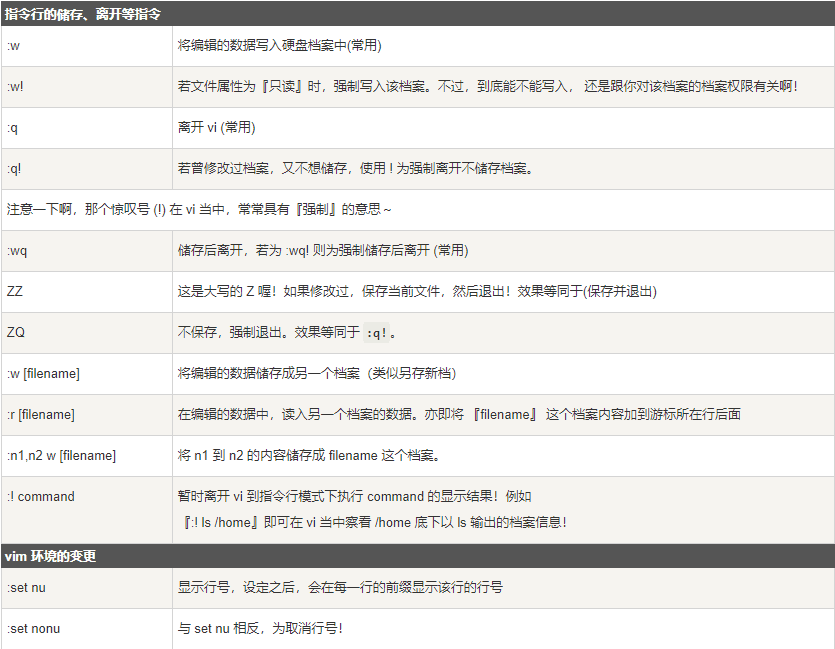 指令行的储存、离开等指令
:w 将编辑的数据写入硬盘档案中(常用)
:w! 若文件属性为『只读』时，强制写入该档案。不过，到底能不能写入， 还是跟你对该档案的档案权限有关啊！
:q 离开 vi (常用)
:q! 若曾修改过档案，又不想储存，使用 ! 为强制离开不储存档案。
注意一下啊，那个惊叹号 (!) 在 vi 当中，常常具有『强制』的意思～
:wq 储存后离开，若为 :wq! 则为强制储存后离开 (常用)
ZZ 这是大写的 Z 喔！如果修改过，保存当前文件，然后退出！效果等同于(保存并退出)
ZQ 不保存，强制退出。效果等同于 :q!。
:w [filename] 将编辑的数据储存成另一个档案（类似另存新档）
:r [filename] 在编辑的数据中，读入另一个档案的数据。亦即将 『filename』 这个档案内容加到游标所在行后面
:n1,n2 w [filename] 将 n1 到 n2 的内容储存成 filename 这个档案。
:! command 暂时离开 vi 到指令行模式下执行 command 的显示结果！例如
『:! ls /home』即可在 vi 当中察看 /home 底下以 ls 输出的档案信息！
vim 环境的变更
:set nu 显示行号，设定之后，会在每一行的前缀显示该行的行号
:set nonu 与 set nu 相反，为取消行号！